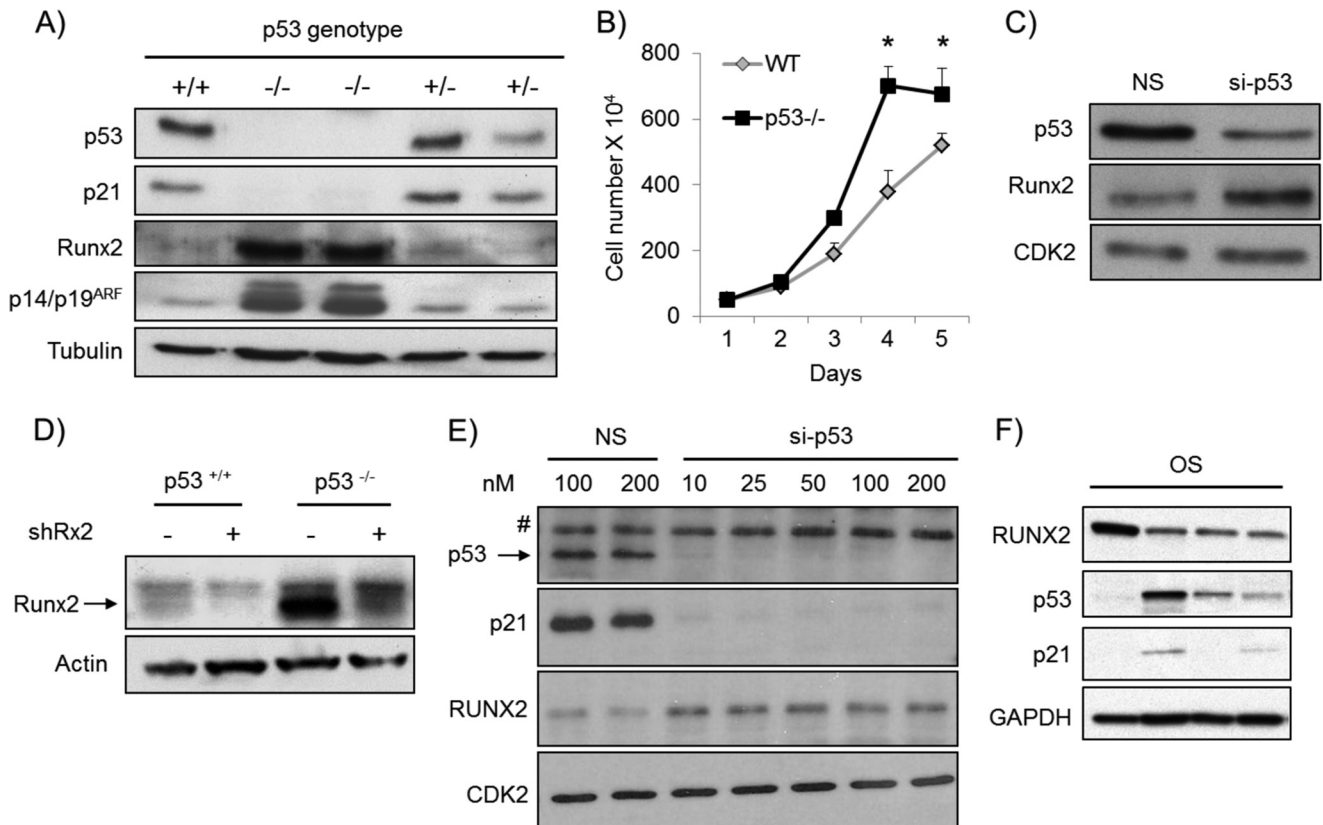 A)
p53 genotype
+/+ -/- -/- +/- +/-
p53
p21
Runx2
p14/p19ARF
Tubulin
B)
800
600
400
200
0
Cell number X 10⁴
WT
p53-/-
* *
1 2 3 4 5
Days
C)
NS si-p53
p53
Runx2
CDK2
D)
p53 +/+ p53 -/-
shRx2 - + - +
Runx2
Actin
E)
NS si-p53
nM 100 200 10 25 50 100 200
#
p53
p21
RUNX2
CDK2
F)
OS
RUNX2
p53
p21
GAPDH